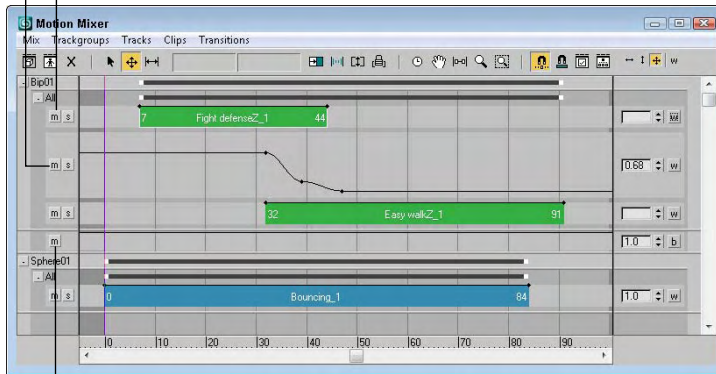 Motion Mixer
Mix Trackgroups Tracks Clips Transitions
X w
- Bip01
- All
m s 7 Fight defenseZ_1 44 w
m s 0.68 w
m s 32 Easy walkZ_1 91 w
m 1.0 b
- Sphere01
- All
m s 0 Bouncing_1 84 1.0 w
0 10 20 30 40 50 60 70 80 90